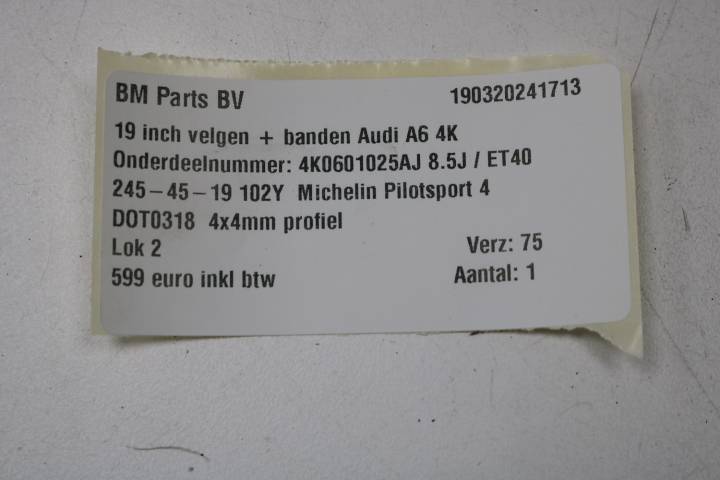 BM Parts BV 190320241713
19 inch velgen + banden Audi A6 4K
Onderdeelnummer: 4K0601025AJ 8.5J / ET40
245-45-19 102Y Michelin Pilotsport 4
DOT0318 4x4mm profiel
Lok 2 Verz: 75
599 euro inkl btw Aantal: 1